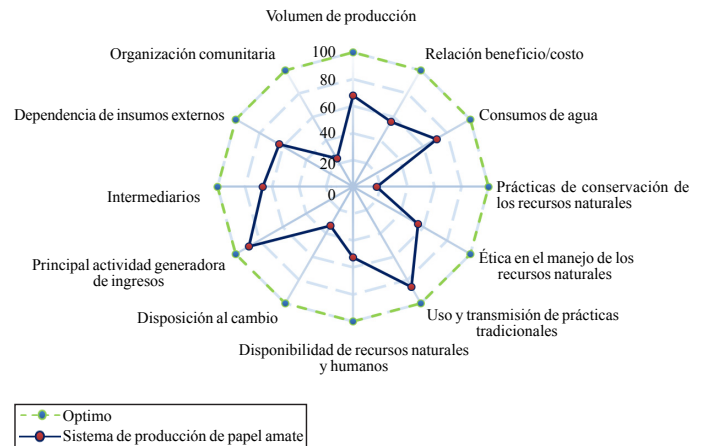 Volumen de producción
Organización comunitaria
Relación beneficio/costo
Dependencia de insumos externos
Consumos de agua
Intermediarios
Prácticas de conservación de
los recursos naturales
Principal actividad generadora
de ingresos
Ética en el manejo de los
recursos naturales
Disposición al cambio
Uso y transmisión de prácticas
tradicionales
Disponibilidad de recursos naturales
y humanos
100
80
60
40
20
0
Optimo
Sistema de producción de papel amate